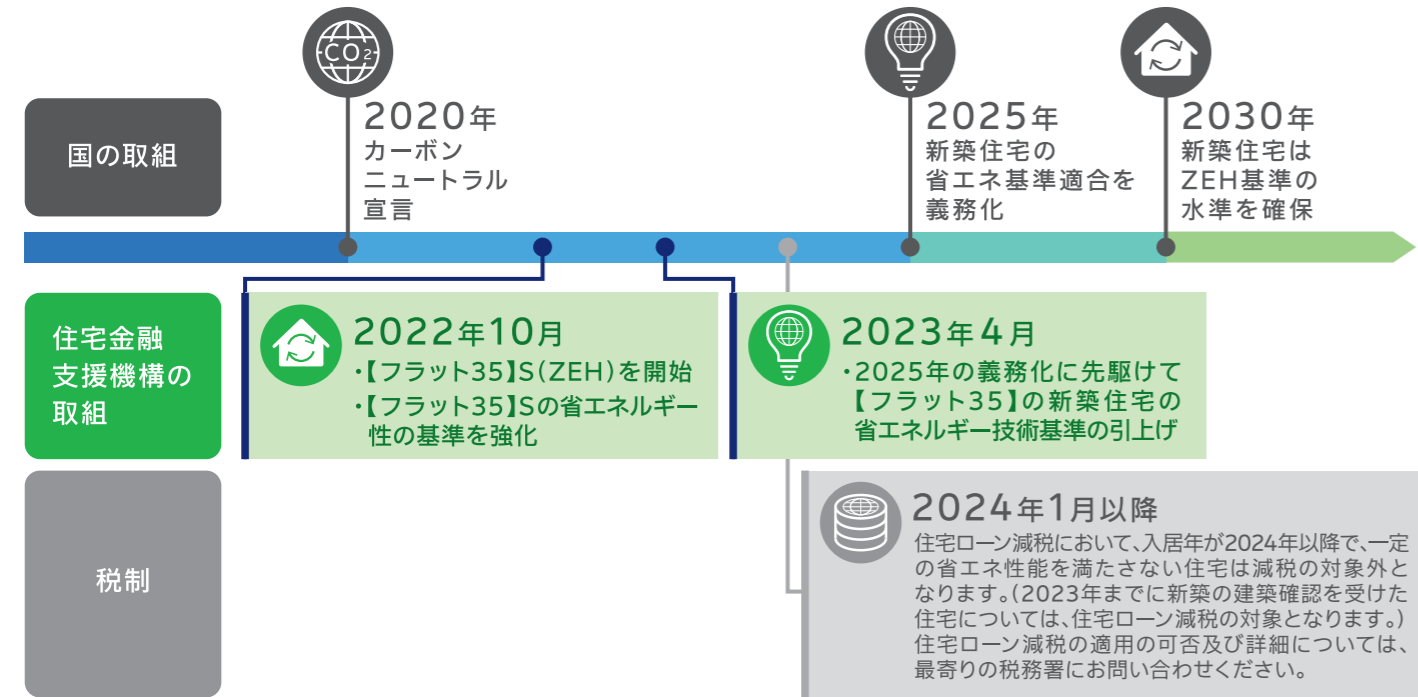 CO2
国の取組
2020年
カーボン
ニュートラル
宣言
2025年
新築住宅の
省エネ基準適合を
義務化
2030年
新築住宅は
ZEH基準の
水準を確保
住宅金融
支援機構の
取組
2022年10月
・【フラット35】S(ZEH)を開始
・【フラット35】Sの省エネルギー
性の基準を強化
2023年4月
・2025年の義務化に先駆けて
【フラット35】の新築住宅の
省エネルギー技術基準の引上げ
税制
2024年1月以降
住宅ローン減税において、入居年が2024年以降で、一定
の省エネ性能を満たさない住宅は減税の対象外と
なります。(2023年までに新築の建築確認を受けた
住宅については、住宅ローン減税の対象となります。)
住宅ローン減税の適用の可否及び詳細については、
最寄りの税務署にお問い合わせください。